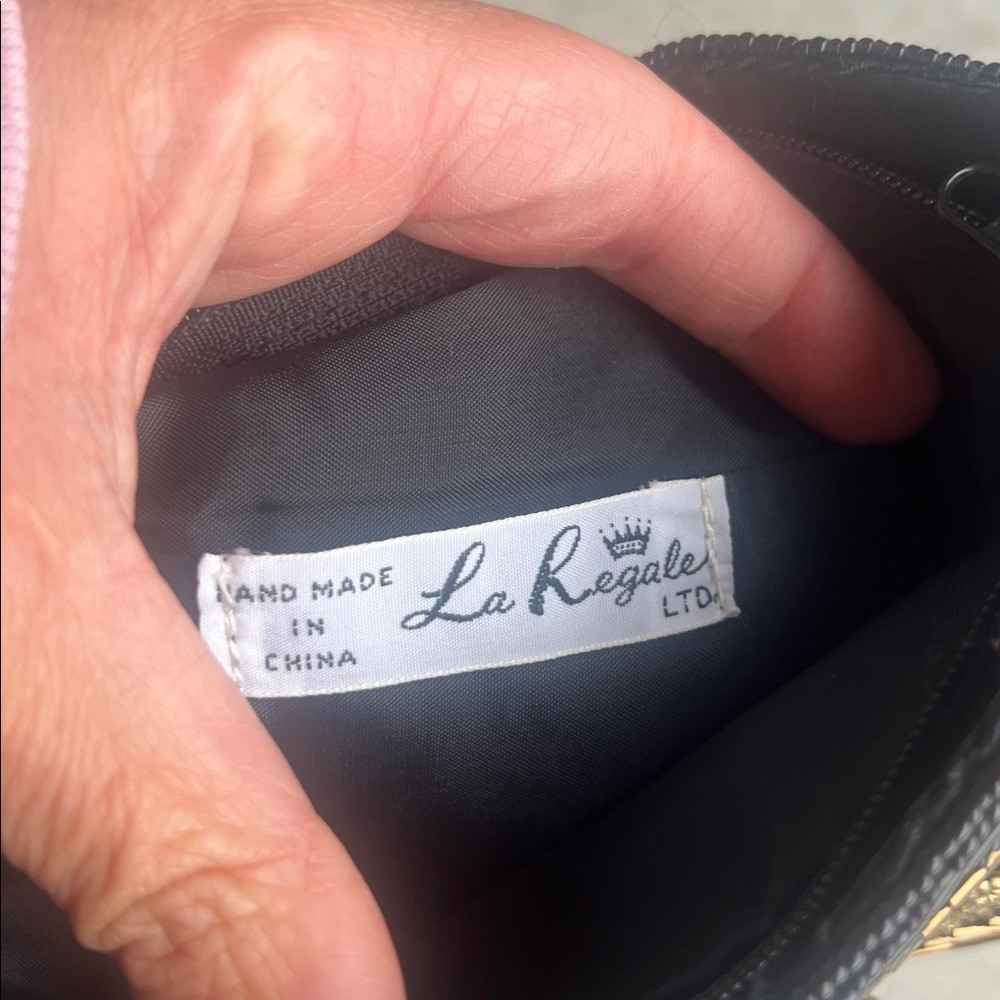 HAND MADE
IN
CHINA
La Regale
LTD.